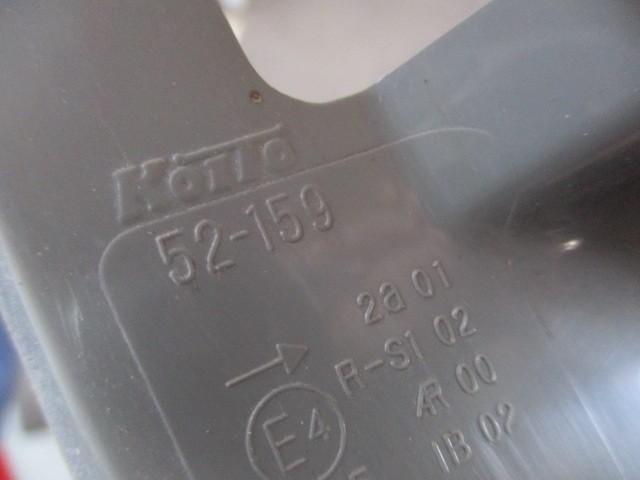 KOITO
52-159
2a 01
R-S1 02
AR 00
IB 02
E4